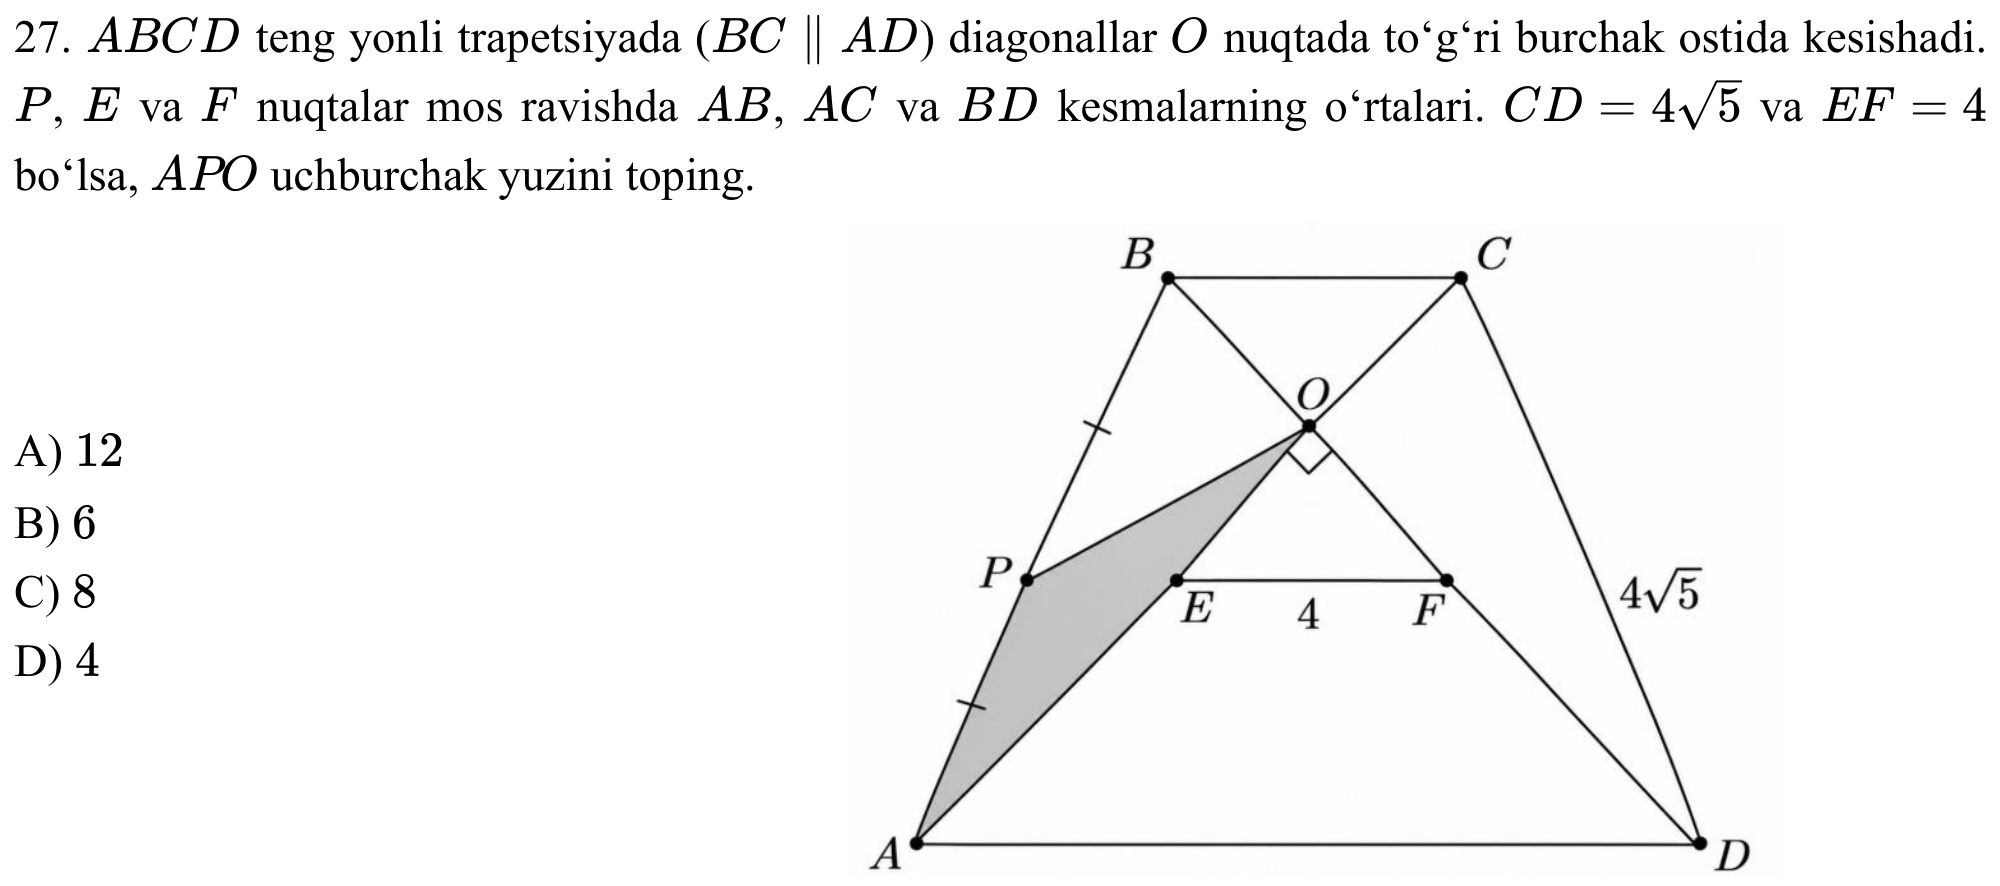 27. ABCD teng yonli trapetsiyada (BC ∥ AD) diagonallar O nuqtada to‘g‘ri burchak ostida kesishadi.
P, E va F nuqtalar mos ravishda AB, AC va BD kesmalarning o‘rtalari. CD = 4√5 va EF = 4
bo‘lsa, APO uchburchak yuzini toping.
B
C
O
A) 12
B) 6
C) 8
D) 4
P
E
4
F
4√5
A
D